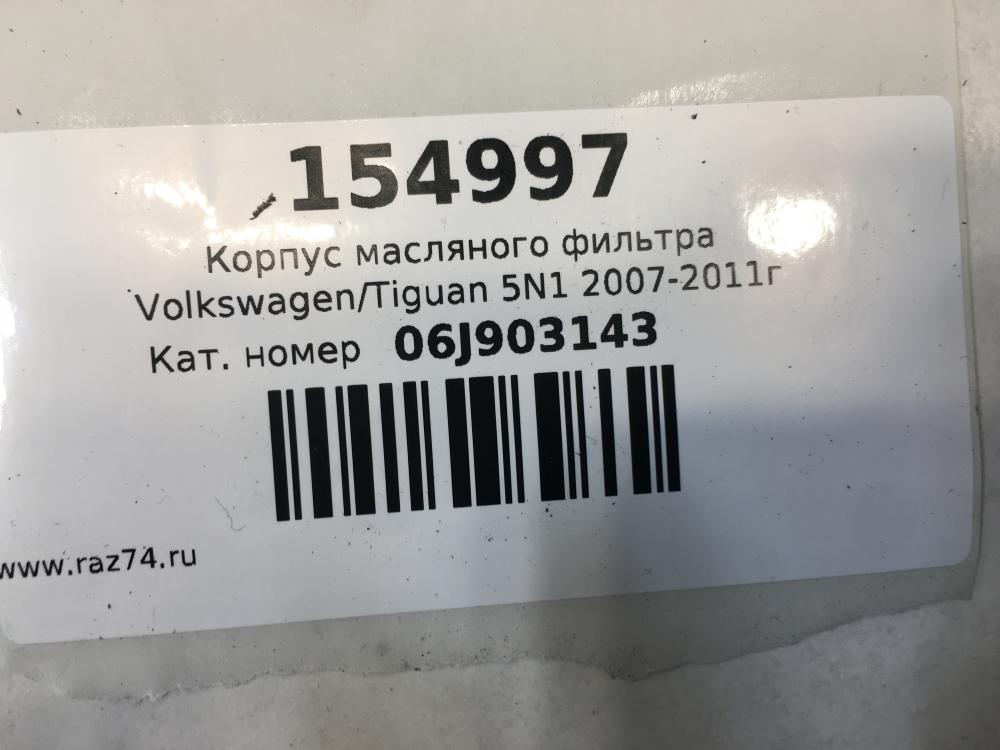 154997
Корпус масляного фильтра
Volkswagen/Tiguan 5N1 2007-2011г
Кат. номер 06J903143
www.raz74.ru